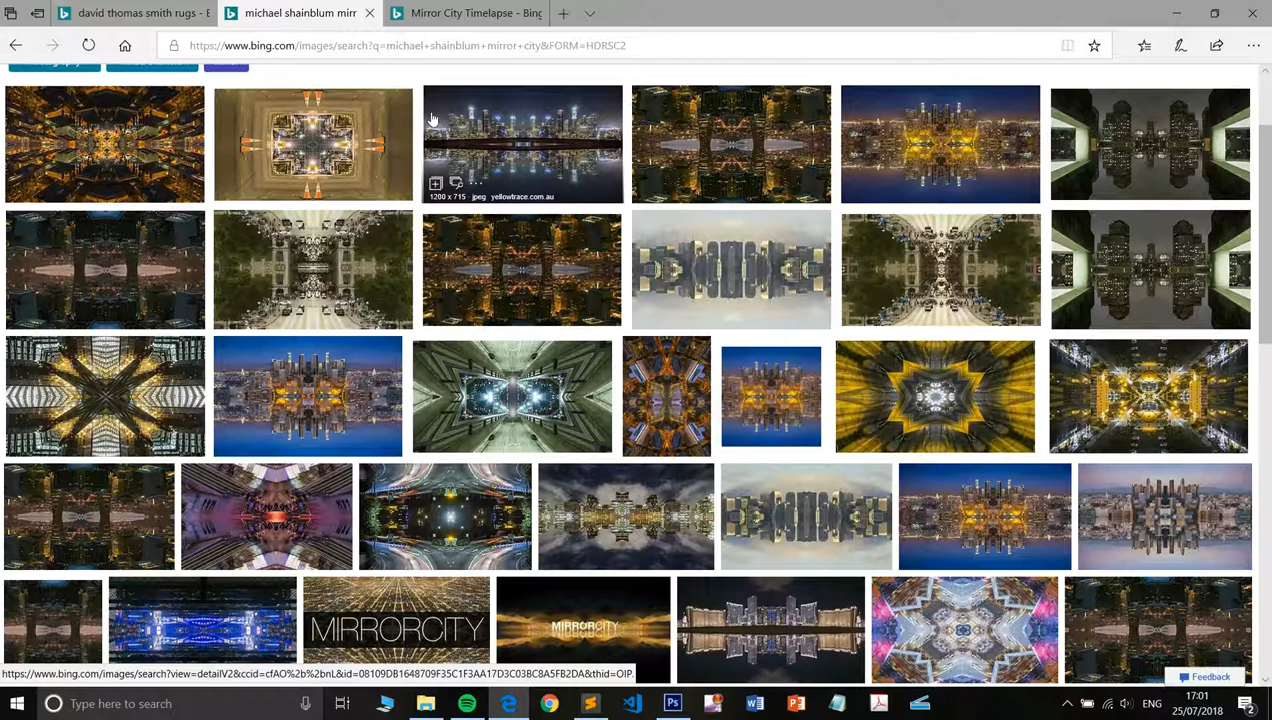 david thomas smith rugs - B
michael shainblum mirr
Mirror City Timelapse - Bing
https://www.bing.com/images/search?q=michael+shainblum+mirror+city&FORM=HDRSC2
1200 x 715 · jpeg yellowtrace.com.au
MIRRORCITY
MIRRORCITY
https://www.bing.com/images/search?view=detailV2&ccid=cfAO%2b%2bnL&id=08109DB1648709F35C1F3AA17D3C03BC8A5FB2DA&thid=OIP.
Feedback
Type here to search
ENG
17:01
25/07/2018
2